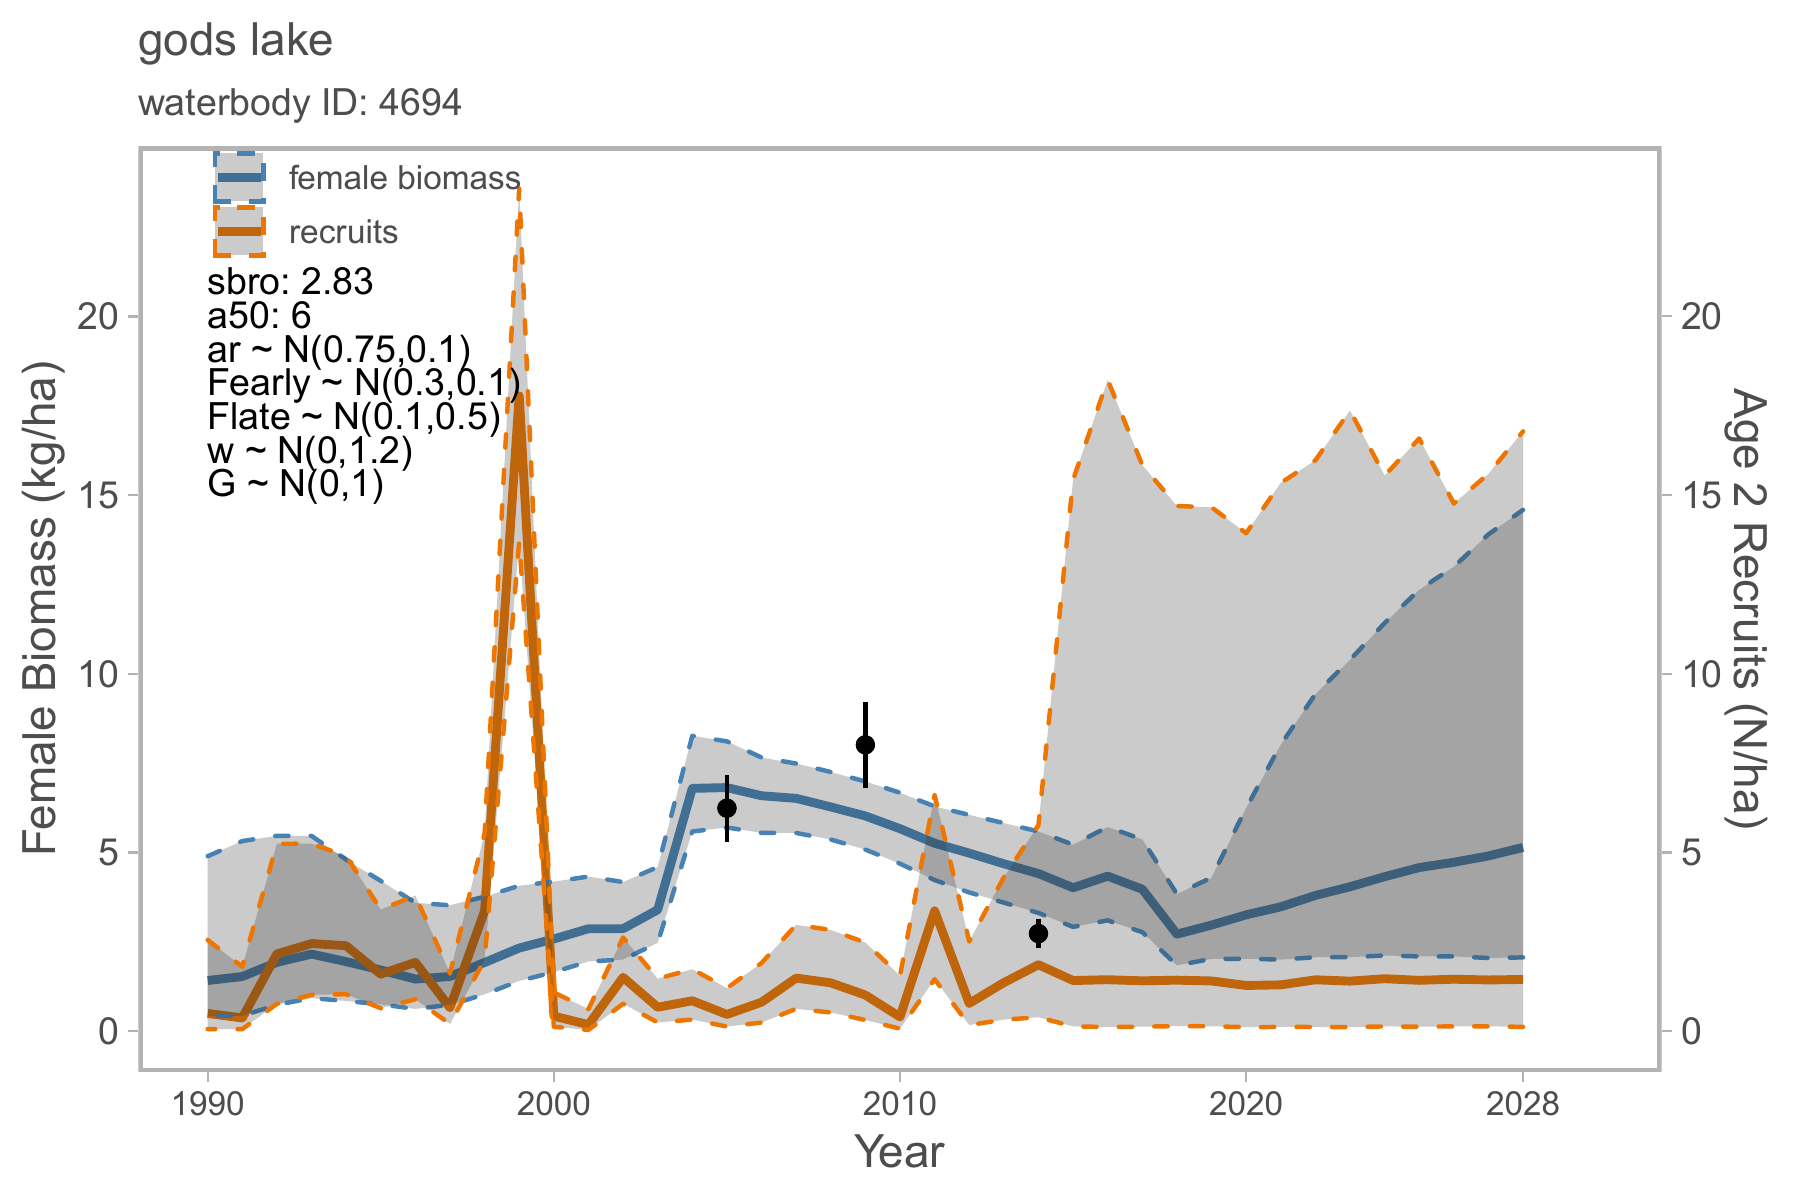 gods lake
waterbody ID: 4694
female biomass
recruits
sbro: 2.83
a50: 6
ar ~ N(0.75,0.1)
Fearly ~ N(0.3,0.1)
Flate ~ N(0.1,0.5)
w ~ N(0,1.2)
G ~ N(0,1)
Female Biomass (kg/ha)
20
15
10
5
0
20
15
10
5
0
Age 2 Recruits (N/ha)
1990 2000 2010 2020 2028
Year